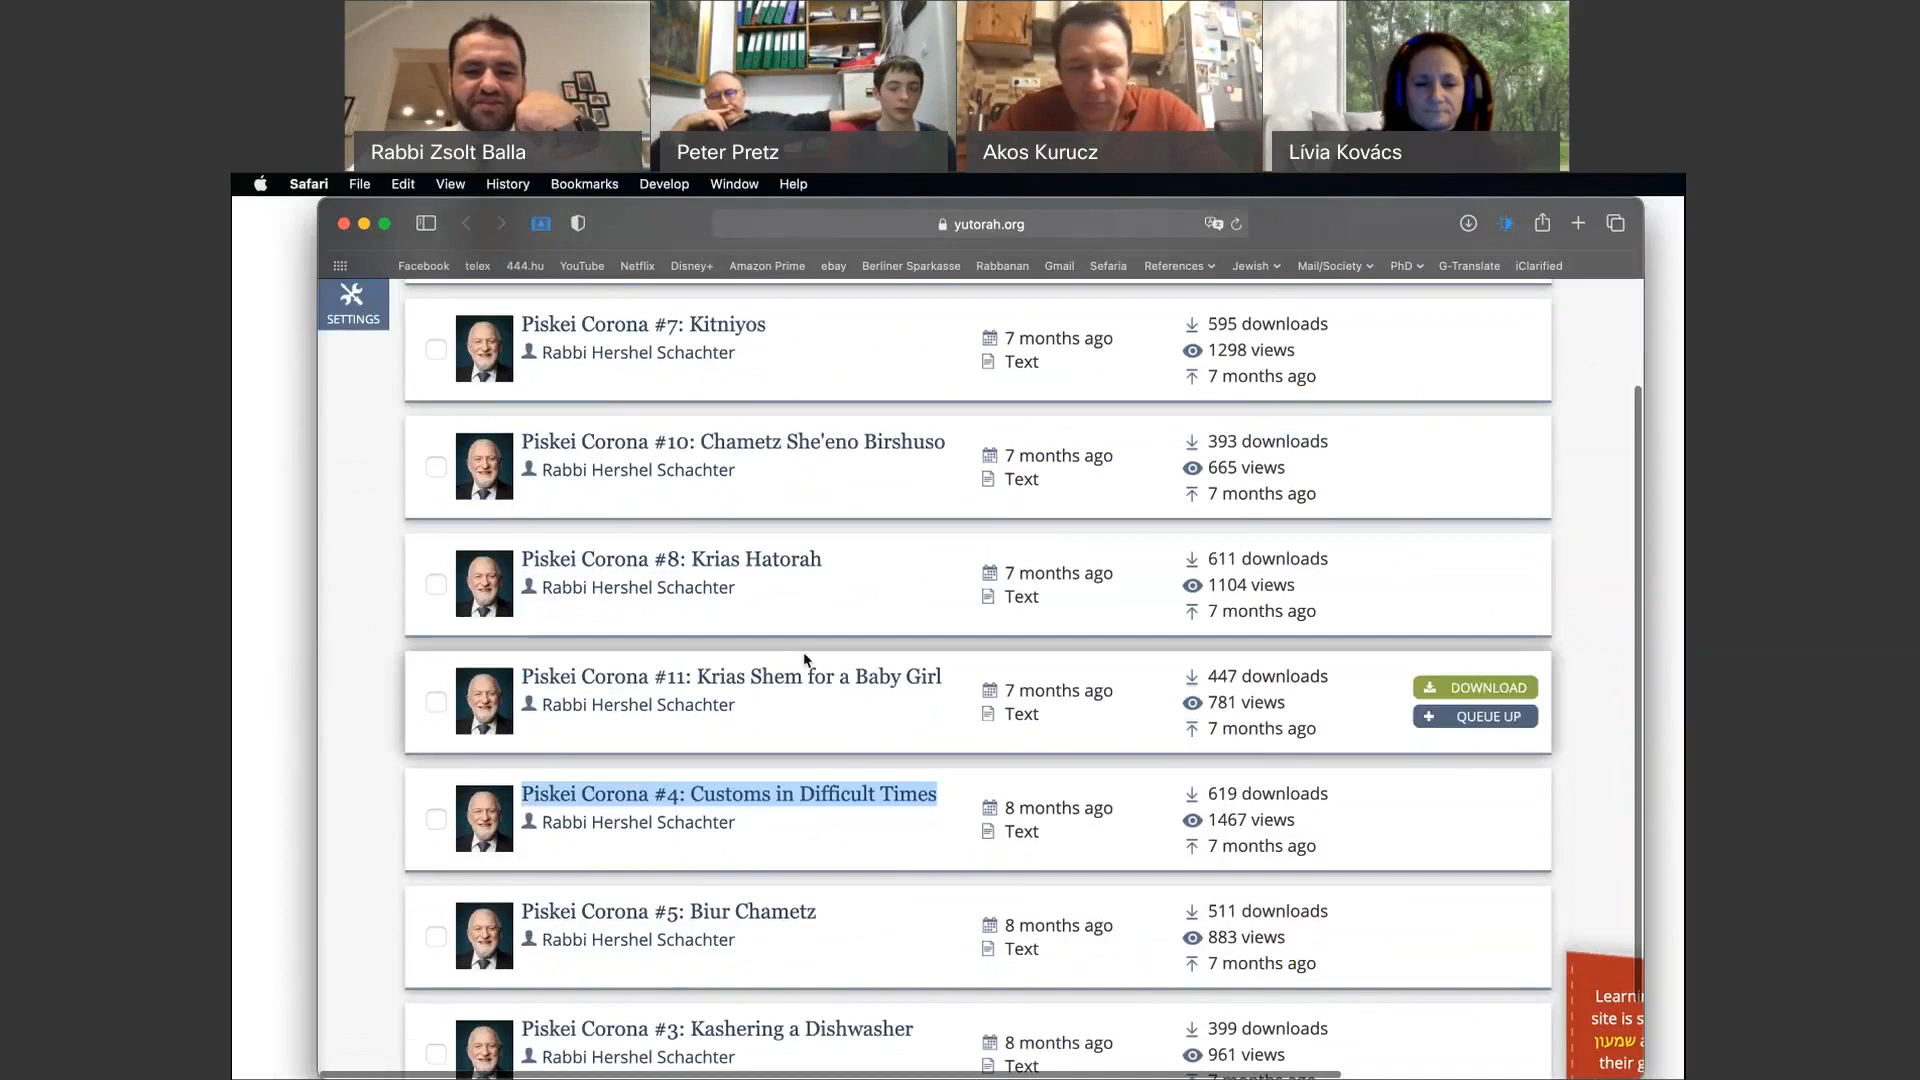 Rabbi Zsolt Balla
Peter Pretz
Akos Kurucz
Lívia Kovács
Safari File Edit View History Bookmarks Develop Window Help
yutorah.org
Facebook telex 444.hu YouTube Netflix Disney+ Amazon Prime ebay Berliner Sparkasse Rabbanan Gmail Sefaria References Jewish Mail/Society PhD G-Translate iClarified
SETTINGS
Piskei Corona #7: Kitniyos
Rabbi Hershel Schachter
7 months ago
Text
595 downloads
1298 views
7 months ago
Piskei Corona #10: Chametz She'eno Birshuso
Rabbi Hershel Schachter
7 months ago
Text
393 downloads
665 views
7 months ago
Piskei Corona #8: Krias Hatorah
Rabbi Hershel Schachter
7 months ago
Text
611 downloads
1104 views
7 months ago
Piskei Corona #11: Krias Shem for a Baby Girl
Rabbi Hershel Schachter
7 months ago
Text
447 downloads
781 views
7 months ago
DOWNLOAD
QUEUE UP
Piskei Corona #4: Customs in Difficult Times
Rabbi Hershel Schachter
8 months ago
Text
619 downloads
1467 views
7 months ago
Piskei Corona #5: Biur Chametz
Rabbi Hershel Schachter
8 months ago
Text
511 downloads
883 views
7 months ago
Piskei Corona #3: Kashering a Dishwasher
Rabbi Hershel Schachter
8 months ago
Text
399 downloads
961 views
7 months ago
site is
שמעון
their